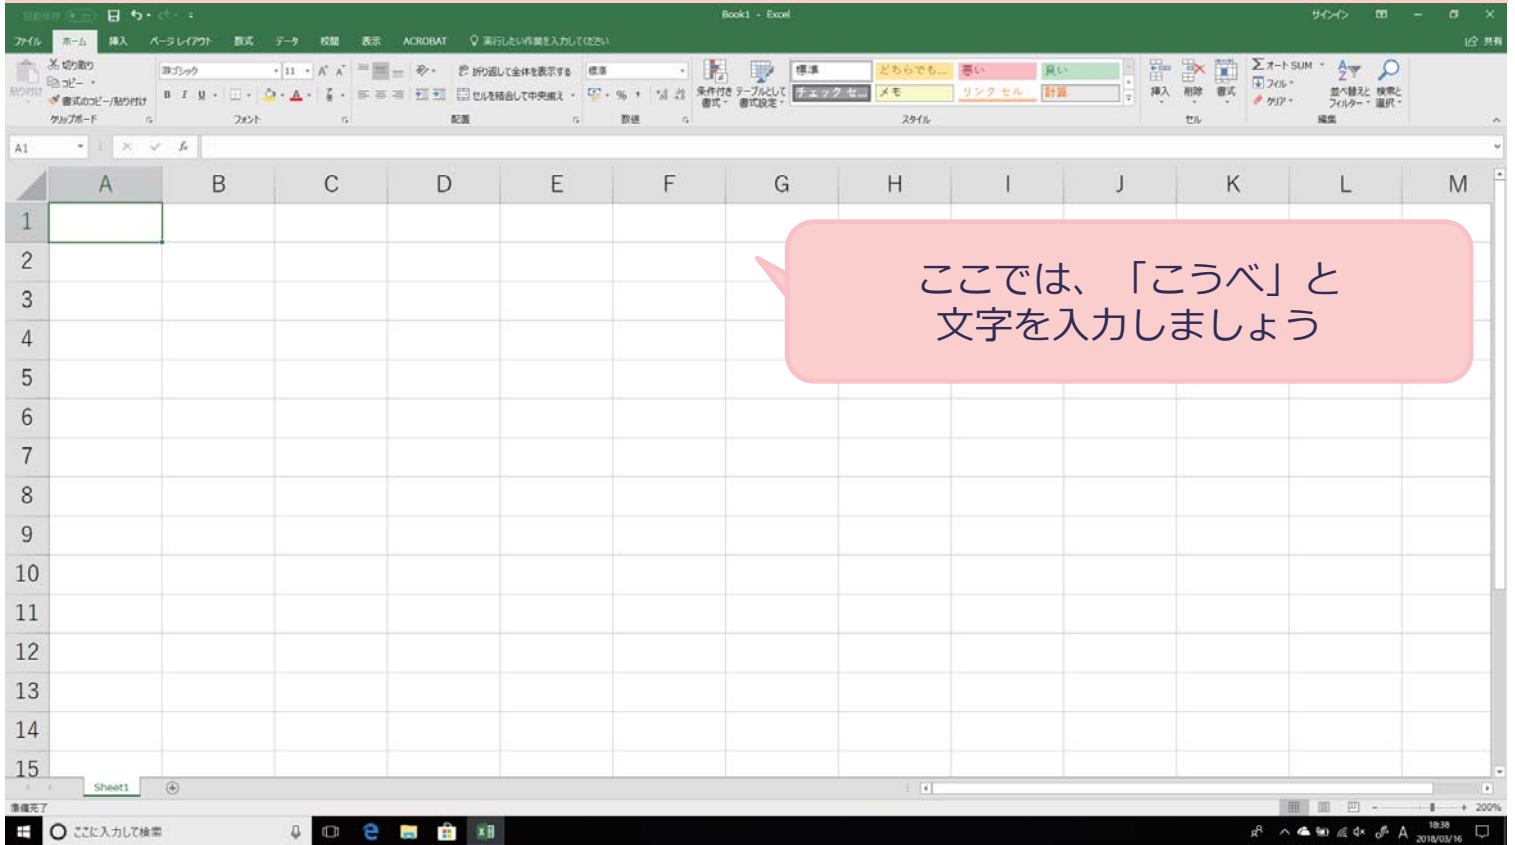 自動保存
Book1 - Excel
サインイン
ファイル ホーム 挿入 ページ レイアウト 数式 データ 校閲 表示 ACROBAT 実行したい作業を入力してください 共有
貼り付け
切り取り
コピー
書式のコピー/貼り付け
クリップボード
游ゴシック 11
B I U
フォント
折り返して全体を表示する
セルを結合して中央揃え
配置
標準
%
数値
条件付き書式
テーブルとして書式設定
標準 どちらでも... 悪い 良い
チェック セ... メモ リンク セル 計算
スタイル
挿入 削除 書式
セル
オート SUM
フィル
クリア
並べ替えと フィルター
検索と 選択
編集
A1 fx
A B C D E F G H I J K L M
1
2
3
4
5
6
7
8
9
10
11
12
13
14
15
ここでは、「こうべ」と
文字を入力しましょう
Sheet1
準備完了
200%
ここに入力して検索
A
18:38
2018/03/16